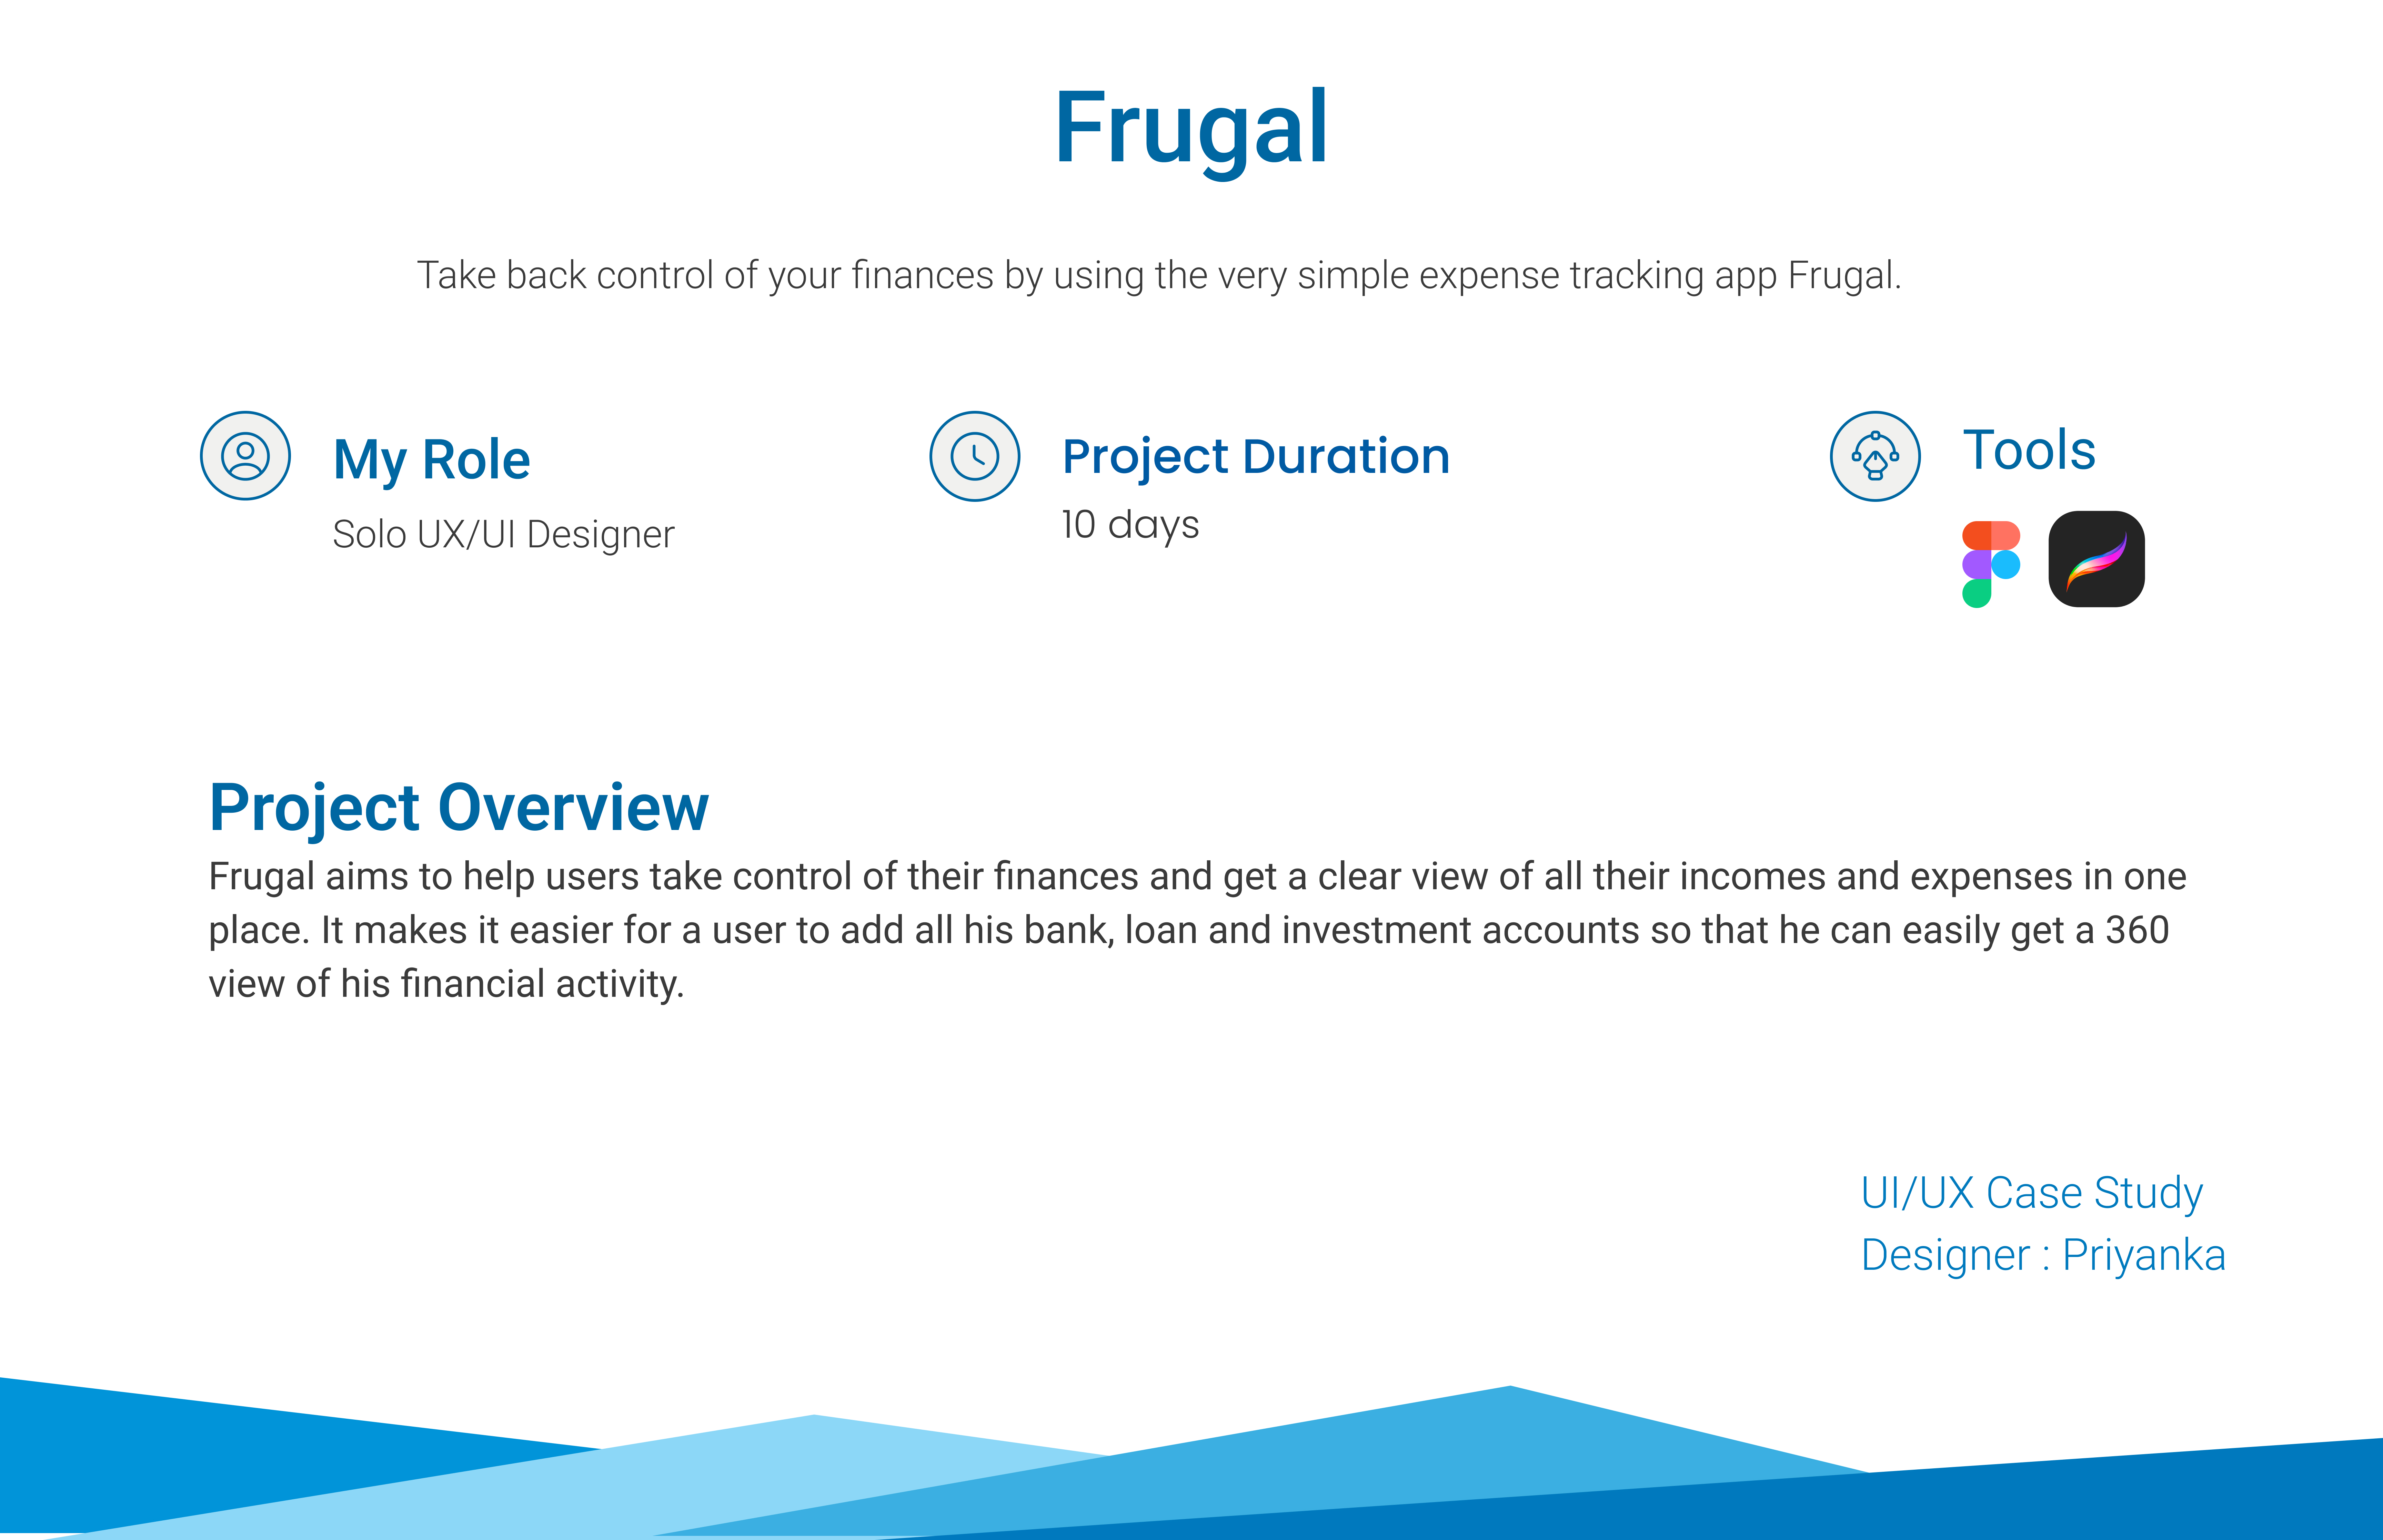 Frugal
Take back control of your finances by using the very simple expense tracking app Frugal.
My Role
Solo UX/UI Designer
Project Duration
10 days
Tools
Project Overview
Frugal aims to help users take control of their finances and get a clear view of all their incomes and expenses in one
place. It makes it easier for a user to add all his bank, loan and investment accounts so that he can easily get a 360
view of his financial activity.
UI/UX Case Study
Designer : Priyanka